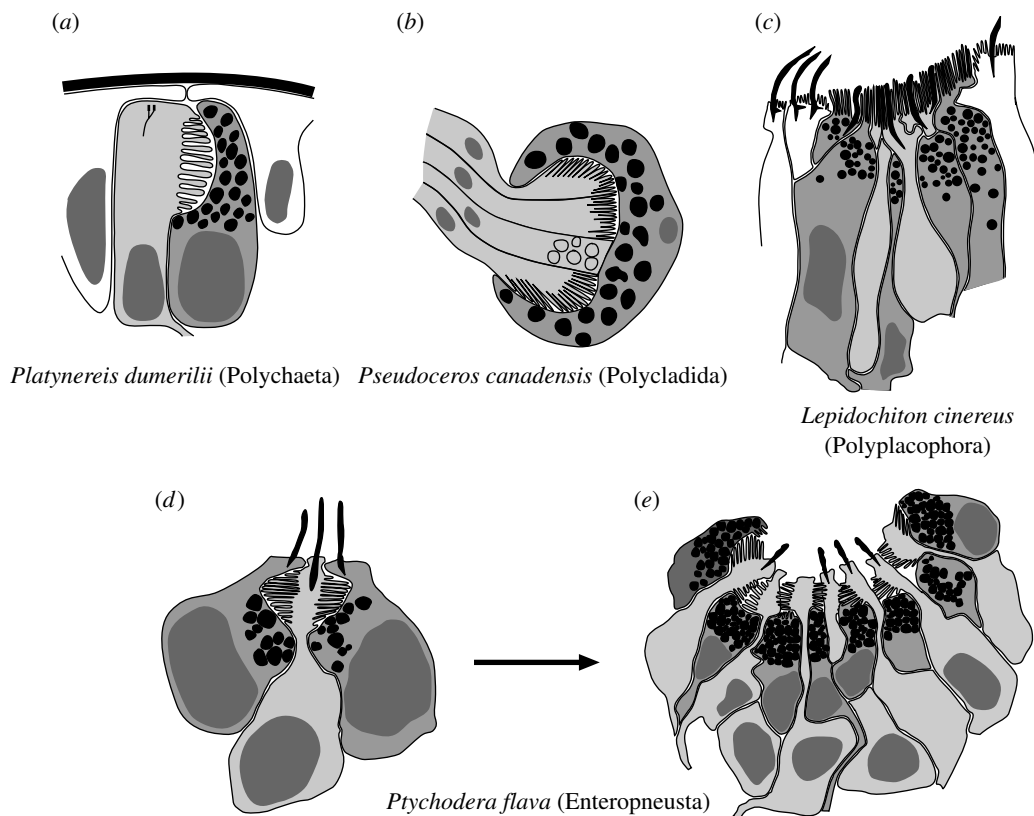 (a)
(b)
(c)
Platynereis dumerilii (Polychaeta)
Pseudoceros canadensis (Polycladida)
Lepidochiton cinereus
(Polyplacophora)
(d)
(e)
Ptychodera flava (Enteropneusta)